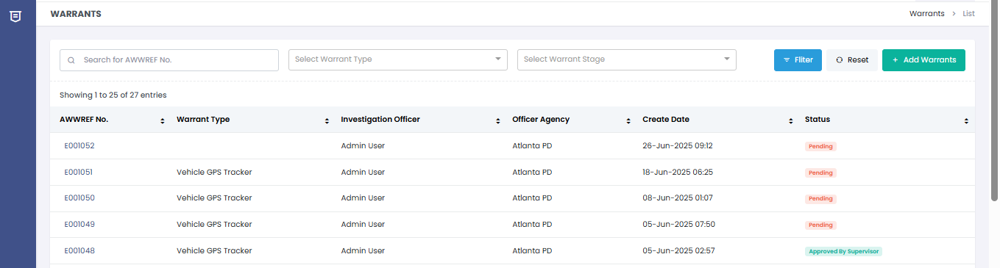 WARRANTS
Warrants > List
Search for AWWREF No. Select Warrant Type Select Warrant Stage Filter Reset + Add Warrants
Showing 1 to 25 of 27 entries
AWWREF No. Warrant Type Investigation Officer Officer Agency Create Date Status
E001052 Admin User Atlanta PD 26-Jun-2025 09:12 Pending
E001051 Vehicle GPS Tracker Admin User Atlanta PD 18-Jun-2025 06:25 Pending
E001050 Vehicle GPS Tracker Admin User Atlanta PD 08-Jun-2025 01:07 Pending
E001049 Vehicle GPS Tracker Admin User Atlanta PD 05-Jun-2025 07:50 Pending
E001048 Vehicle GPS Tracker Admin User Atlanta PD 05-Jun-2025 02:57 Approved By Supervisor